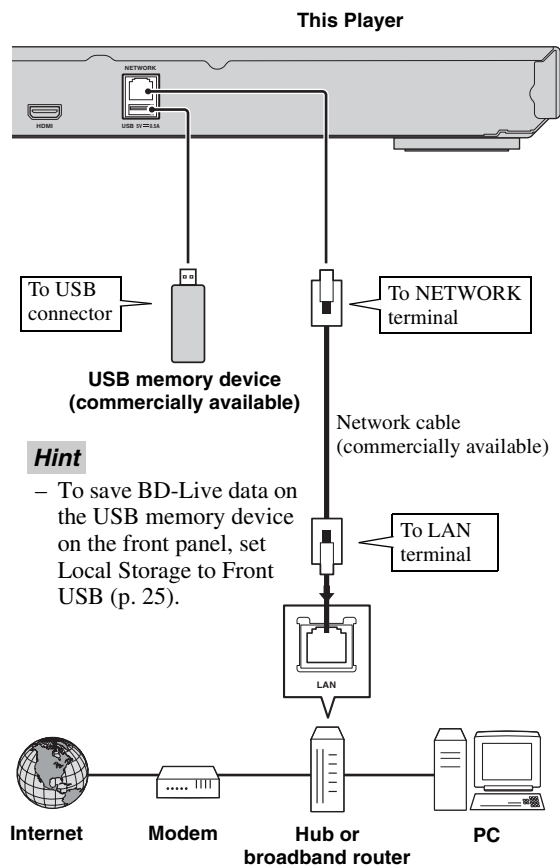 This Player
NETWORK
HDMI
USB 5V ⎓ 0.5A
To USB
connector
To NETWORK
terminal
USB memory device
(commercially available)
Network cable
(commercially available)
Hint
– To save BD-Live data on
the USB memory device
on the front panel, set
Local Storage to Front
USB (p. 25).
To LAN
terminal
LAN
Internet
Modem
Hub or
broadband router
PC